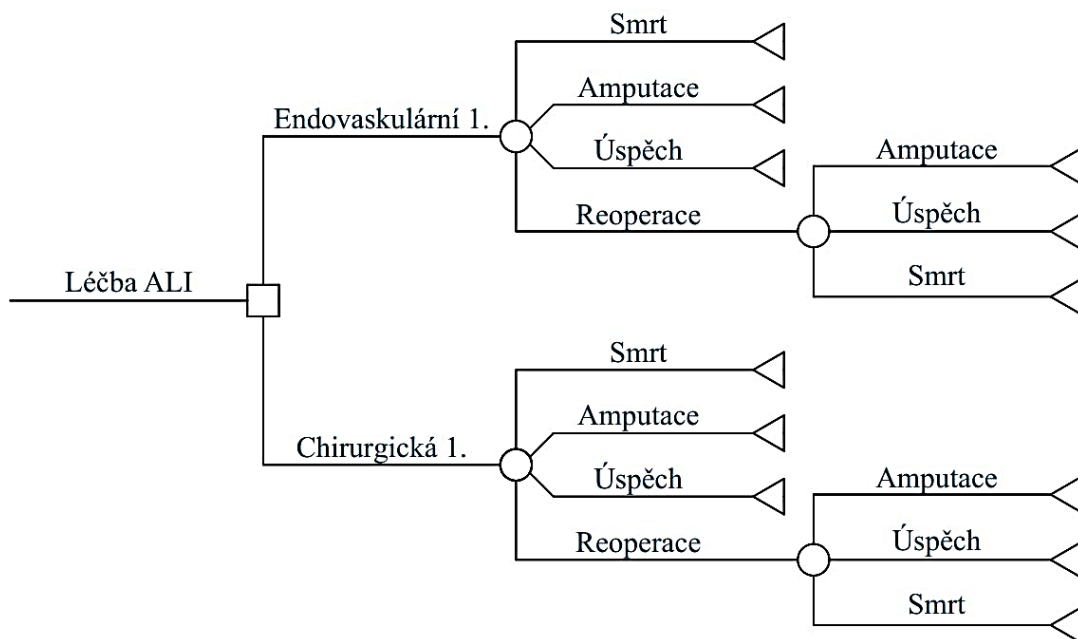 Smrt
Amputace
Endovaskulární 1.
Úspěch
Amputace
Reoperace
Úspěch
Smrt
Léčba ALI
Smrt
Amputace
Chirurgická 1.
Úspěch
Amputace
Reoperace
Úspěch
Smrt